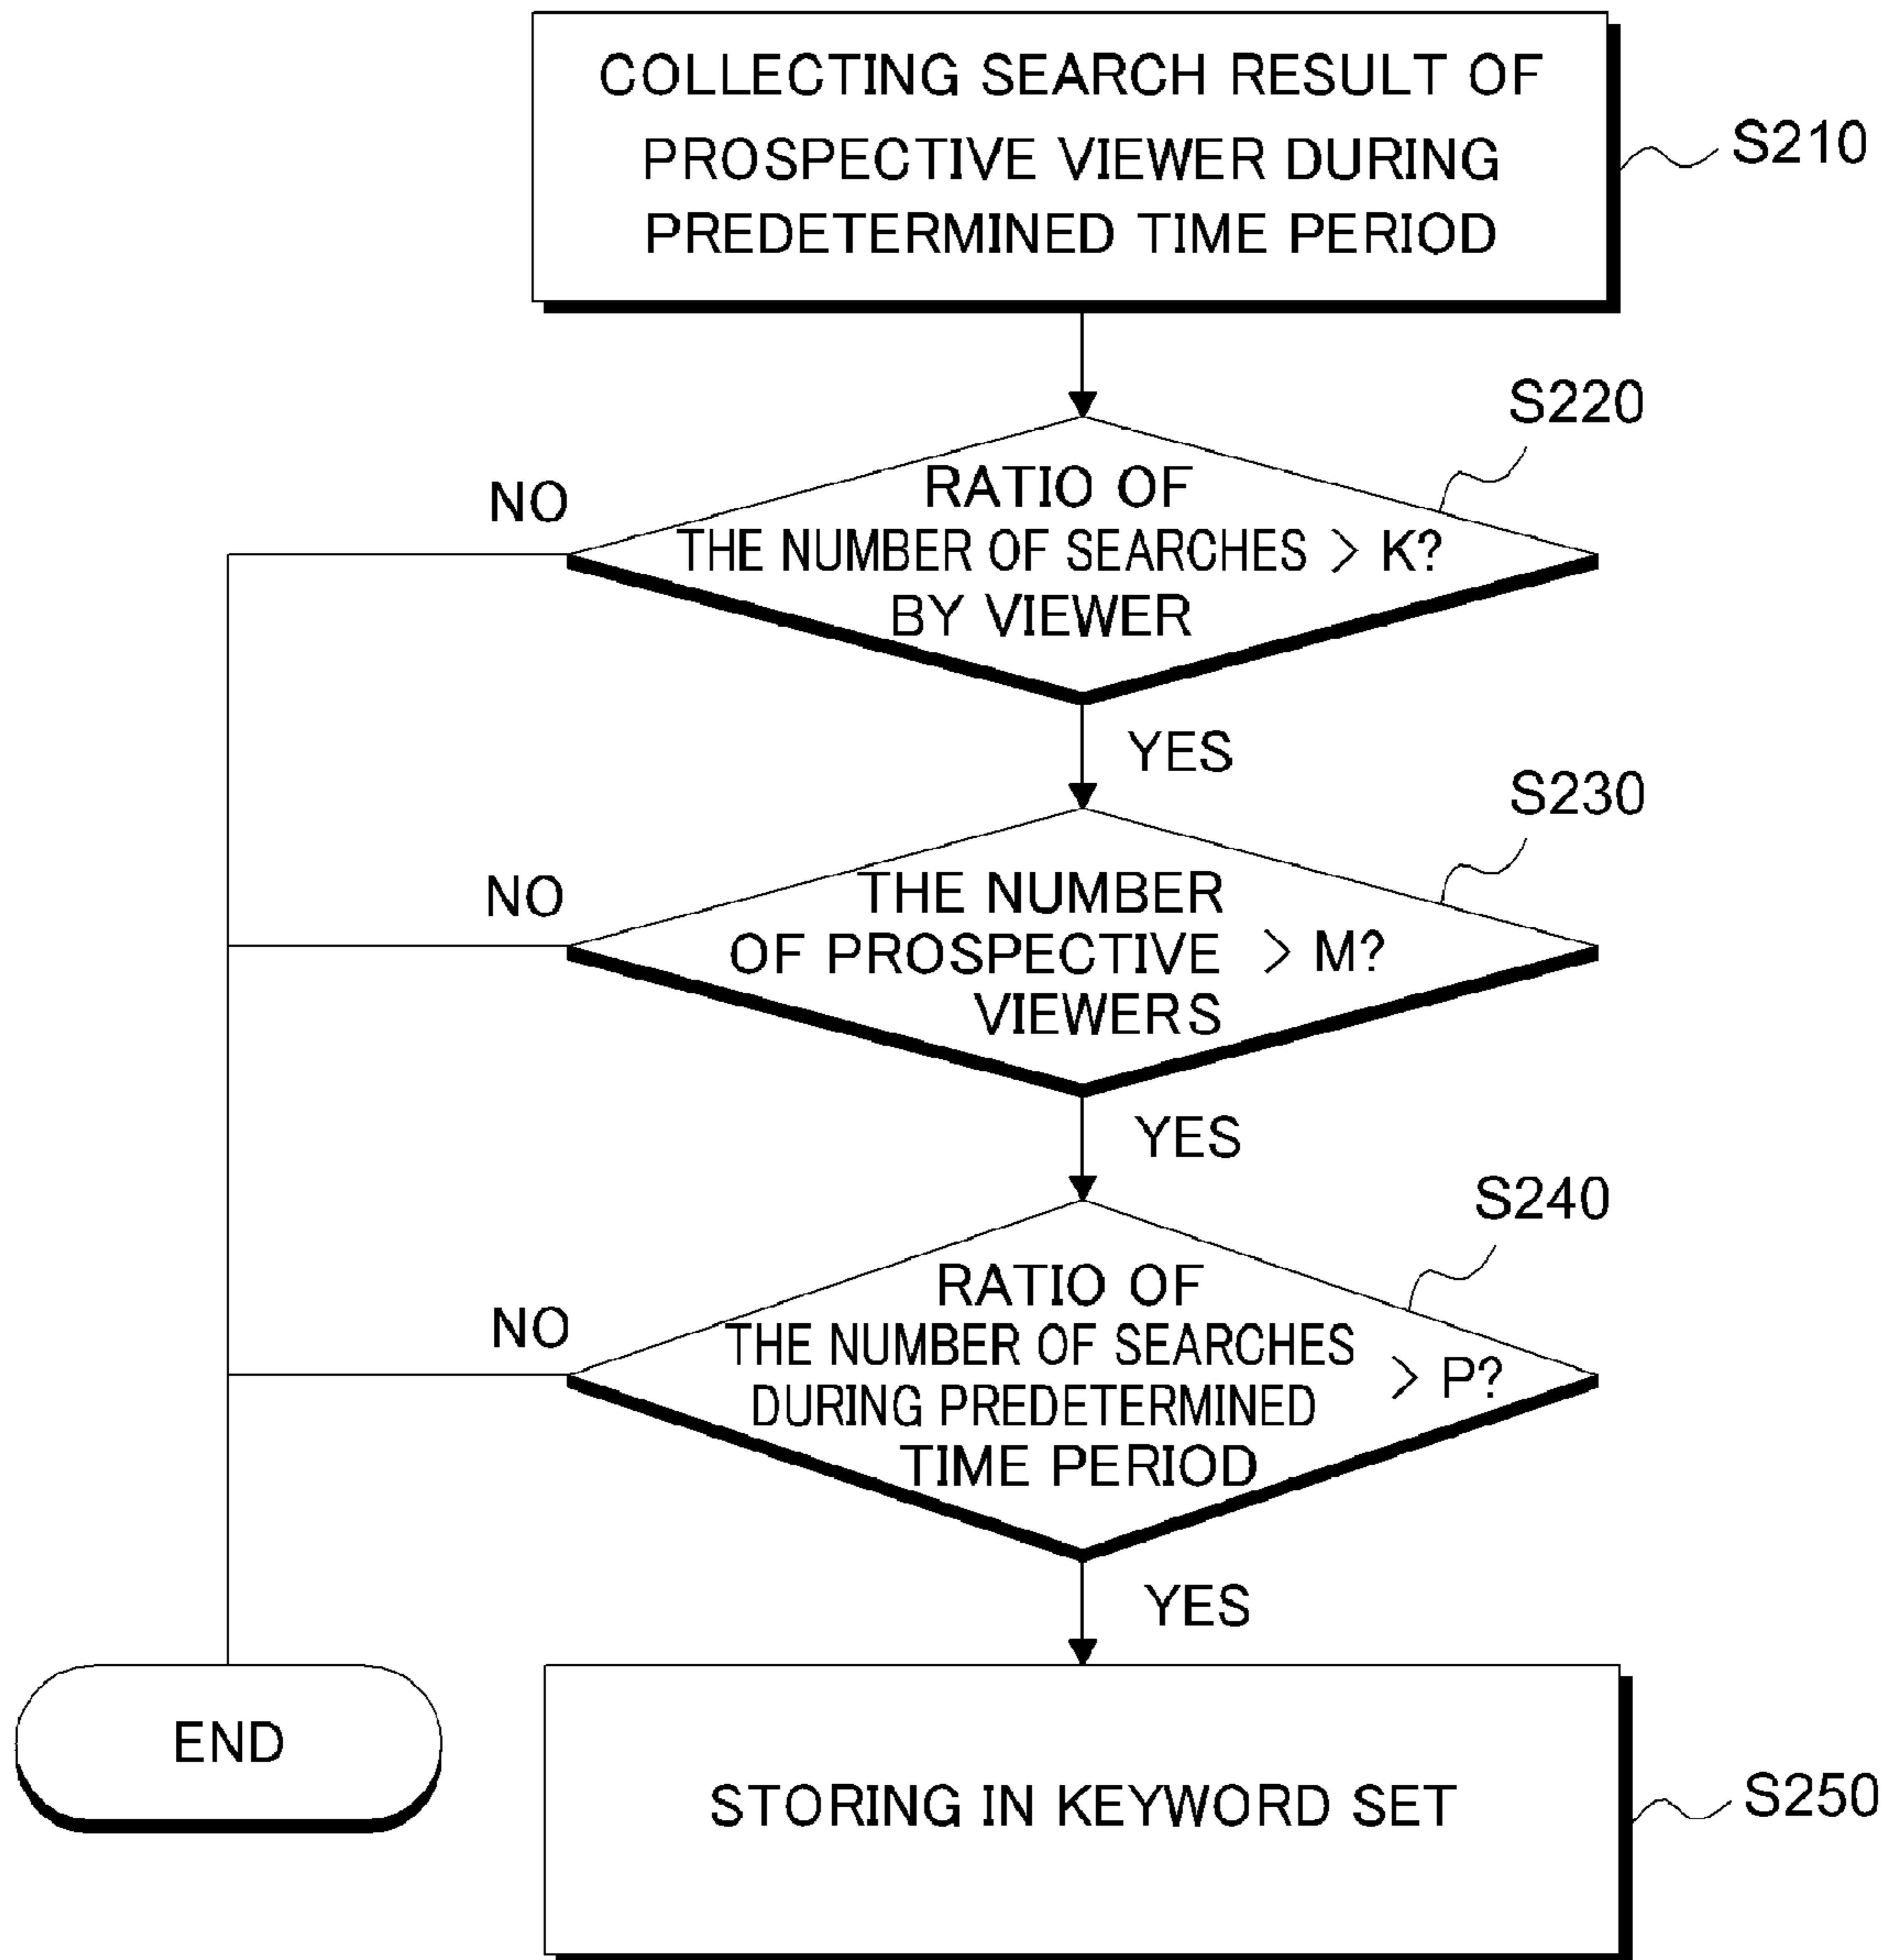 COLLECTING SEARCH RESULT OF
PROSPECTIVE VIEWER DURING
PREDETERMINED TIME PERIOD
S210
S220
RATIO OF
THE NUMBER OF SEARCHES > K?
BY VIEWER
NO
YES
S230
THE NUMBER
OF PROSPECTIVE > M?
VIEWERS
NO
YES
S240
RATIO OF
THE NUMBER OF SEARCHES
DURING PREDETERMINED > P?
TIME PERIOD
NO
YES
END
STORING IN KEYWORD SET
S250